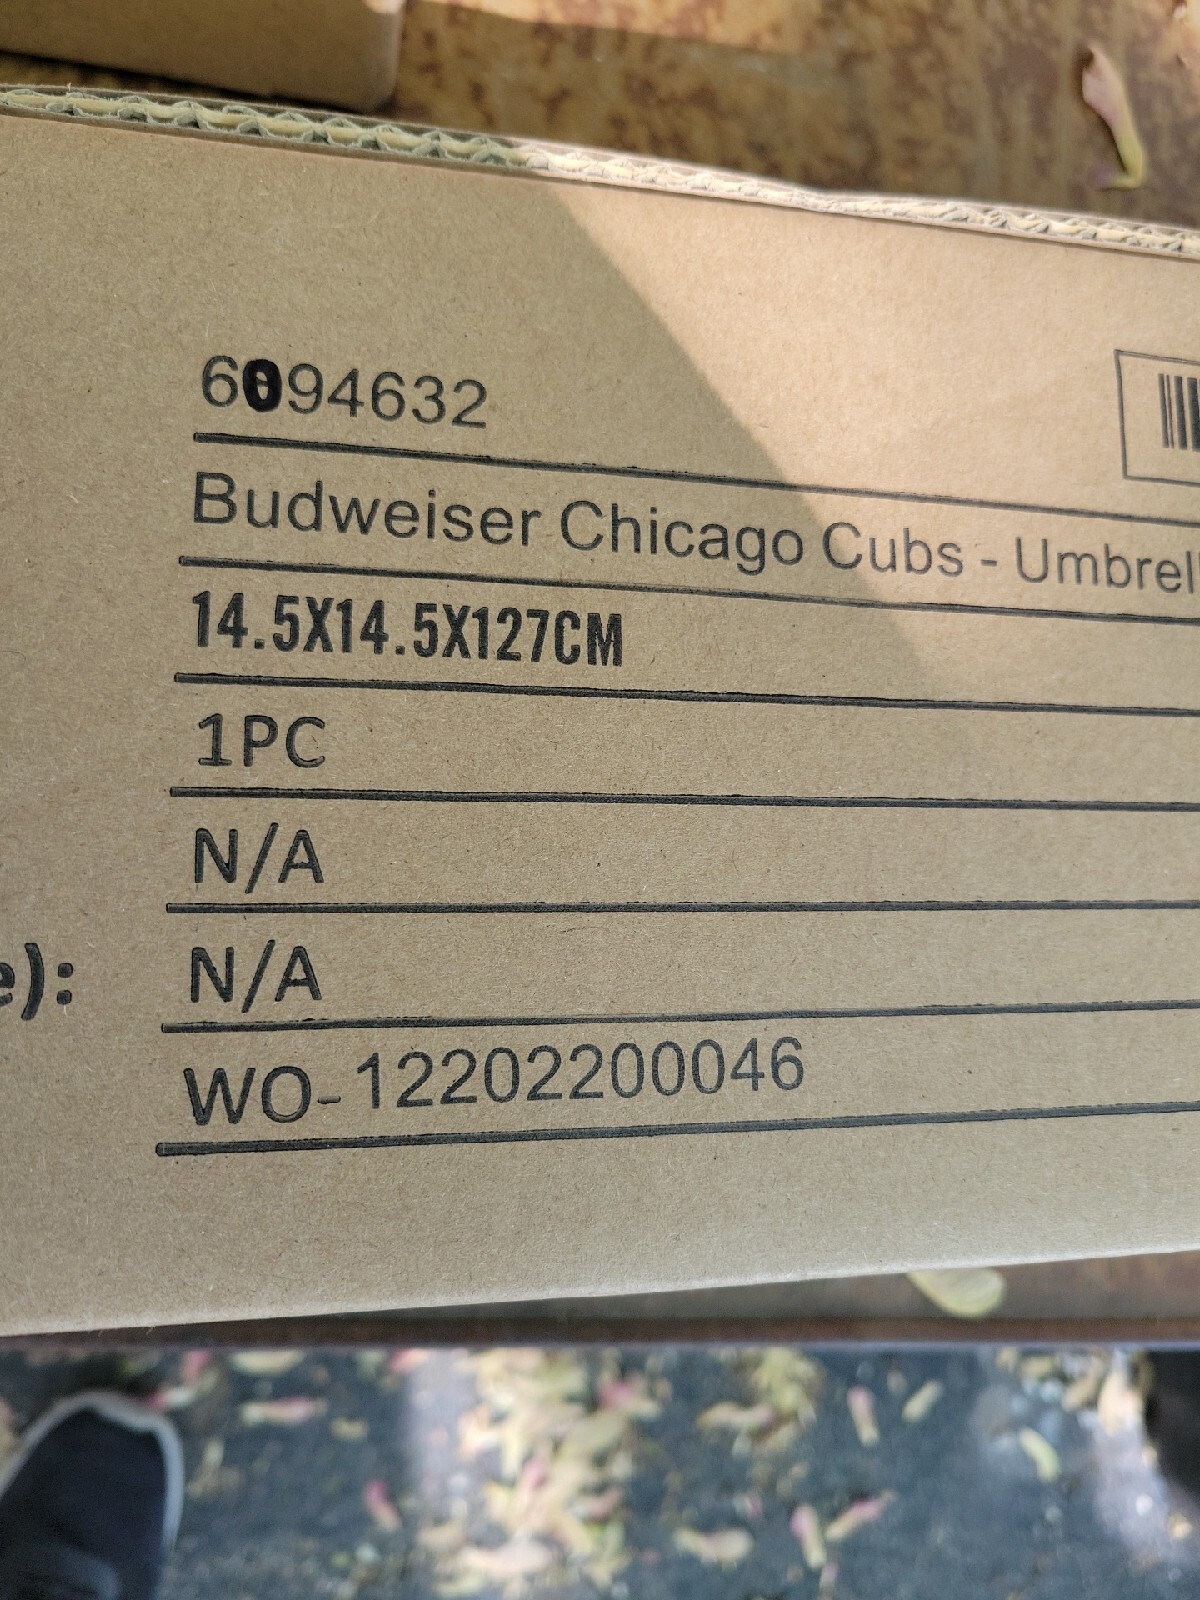 6094632
Budweiser Chicago Cubs - Umbrell
14.5X14.5X127CM
1PC
N/A
N/A
e):
WO-12202200046